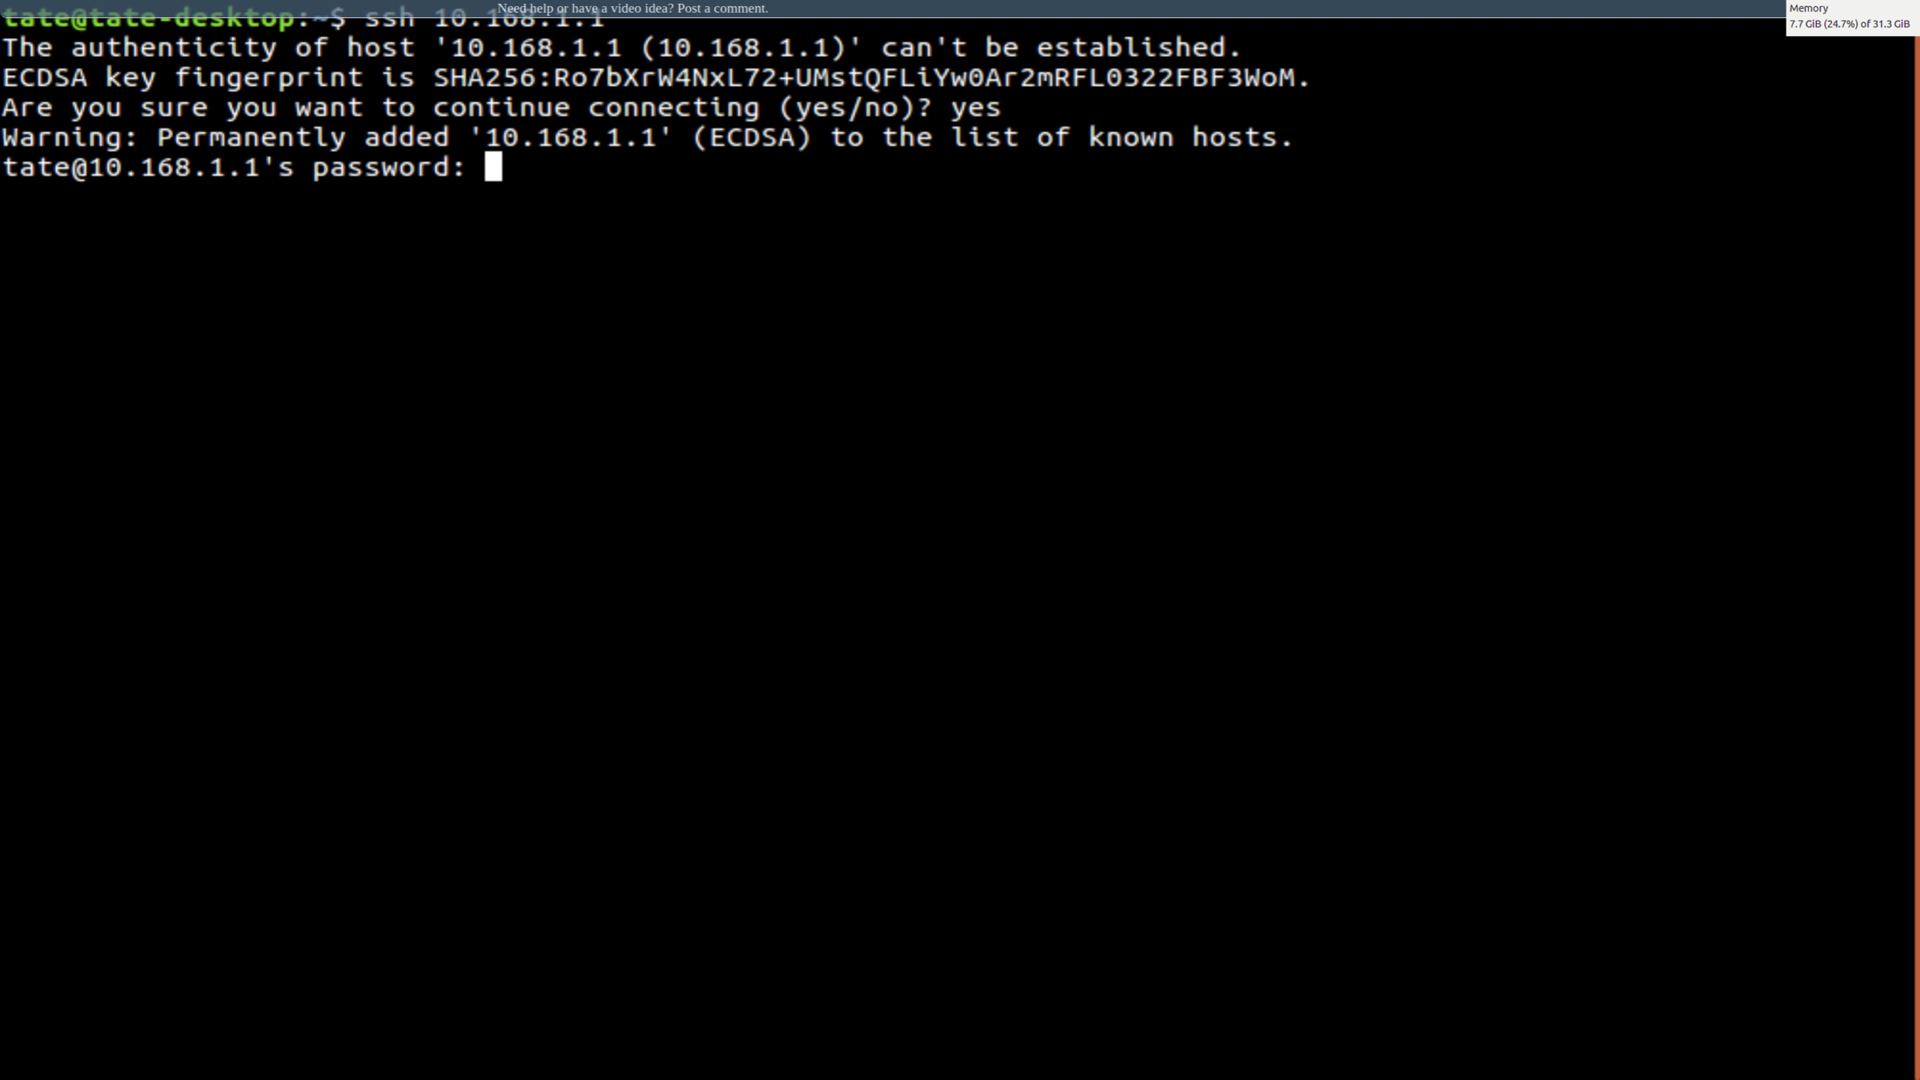 Need help or have a video idea? Post a comment.
Memory
7.7 GiB (24.7%) of 31.3 GiB
tate@tate-desktop:~$ ssh 10.168.1.1
The authenticity of host '10.168.1.1 (10.168.1.1)' can't be established.
ECDSA key fingerprint is SHA256:Ro7bXrW4NxL72+UMstQFLiYw0Ar2mRFL0322FBF3WoM.
Are you sure you want to continue connecting (yes/no)? yes
Warning: Permanently added '10.168.1.1' (ECDSA) to the list of known hosts.
tate@10.168.1.1's password: